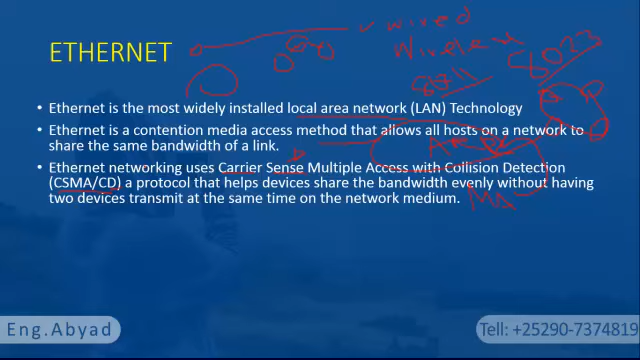 wired
Wireless
ETHERNET
8023
8711
• Ethernet is the most widely installed local area network (LAN) Technology
• Ethernet is a contention media access method that allows all hosts on a network to
share the same bandwidth of a link.
• Ethernet networking uses Carrier Sense Multiple Access with Collision Detection
(CSMA/CD) a protocol that helps devices share the bandwidth evenly without having
two devices transmit at the same time on the network medium.
MA
Eng.Abyad
Tell: +25290-7374819